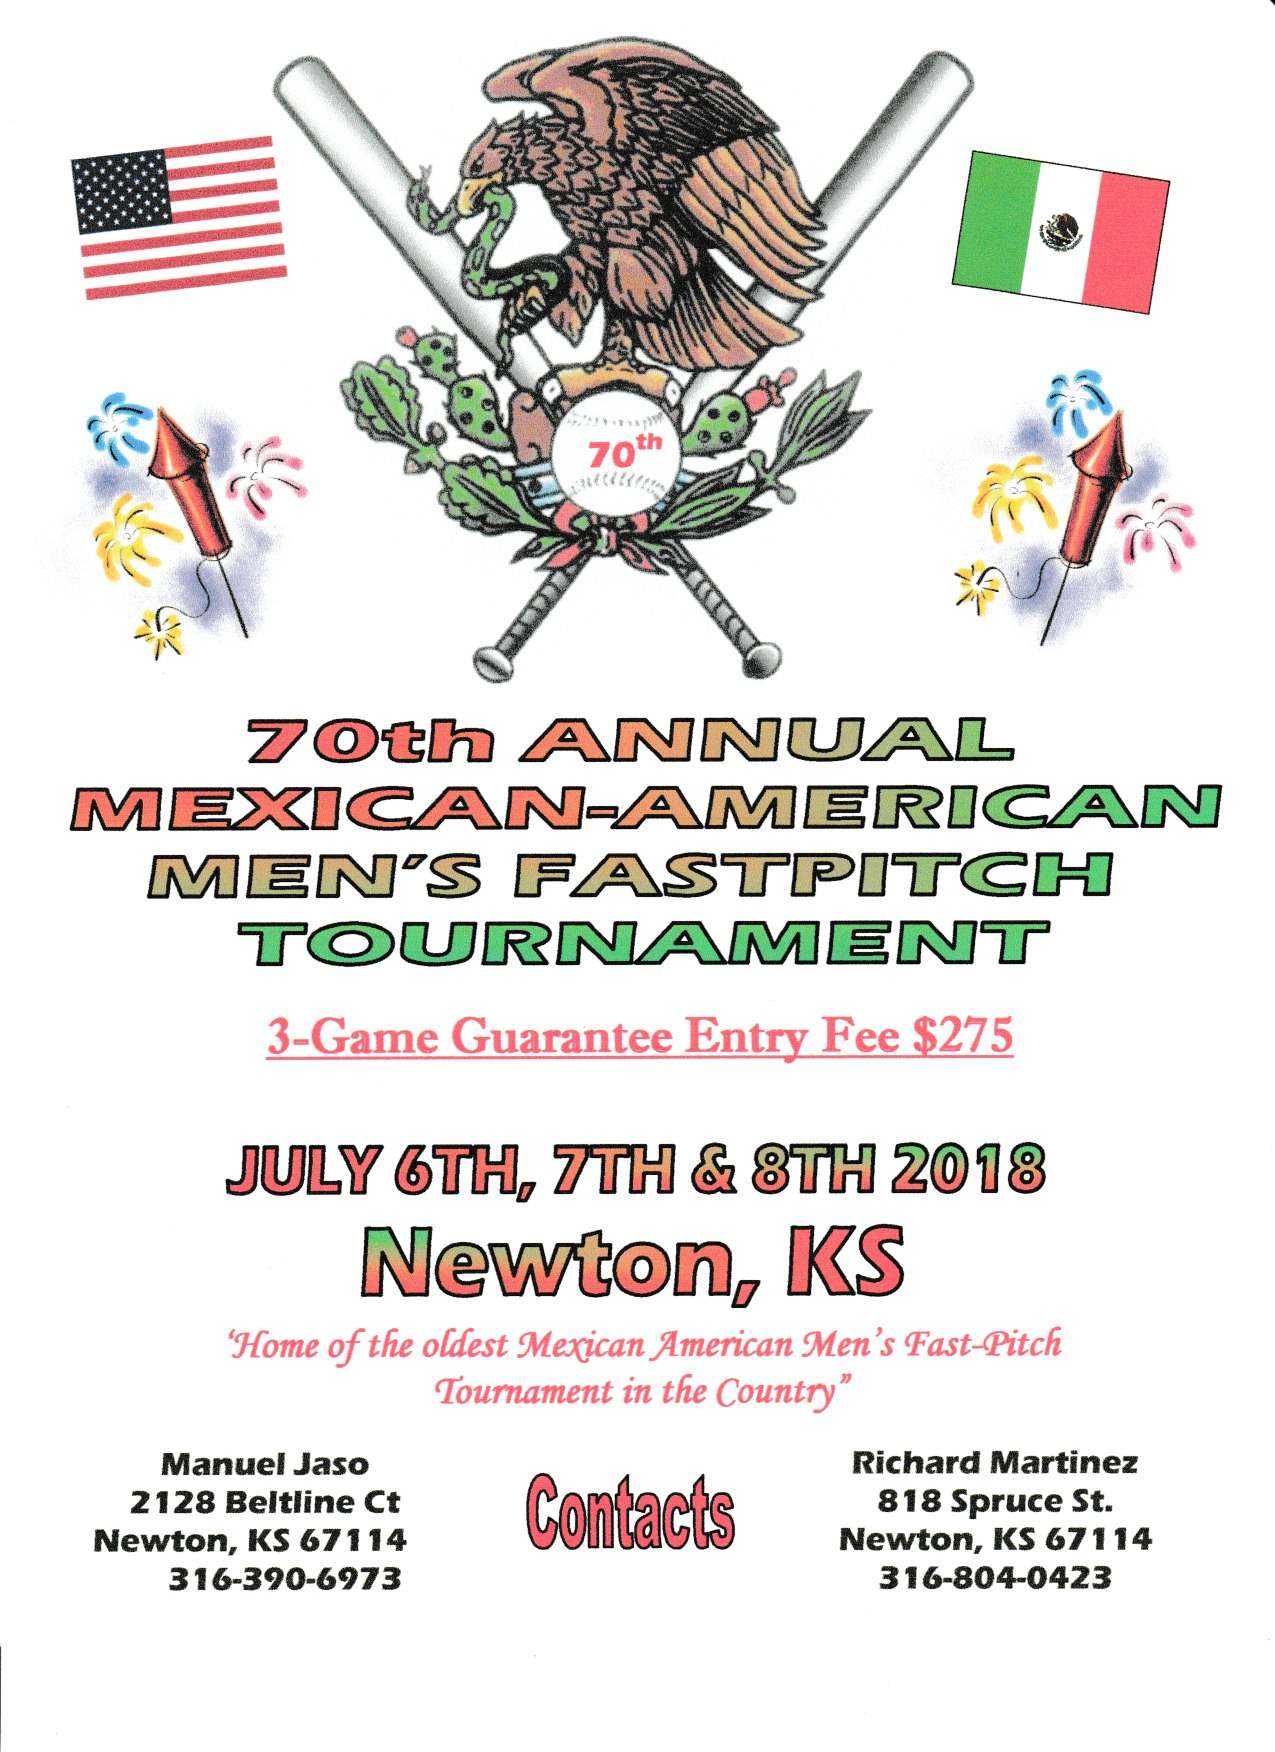 70th
70th ANNUAL
MEXICAN-AMERICAN
MEN'S FASTPITCH
TOURNAMENT
3-Game Guarantee Entry Fee $275
JULY 6TH, 7TH & 8TH 2018
Newton, KS
'Home of the oldest Mexican American Men's Fast-Pitch
Tournament in the Country"
Manuel Jaso
2128 Beltline Ct
Newton, KS 67114
316-390-6973
Contacts
Richard Martinez
818 Spruce St.
Newton, KS 67114
316-804-0423